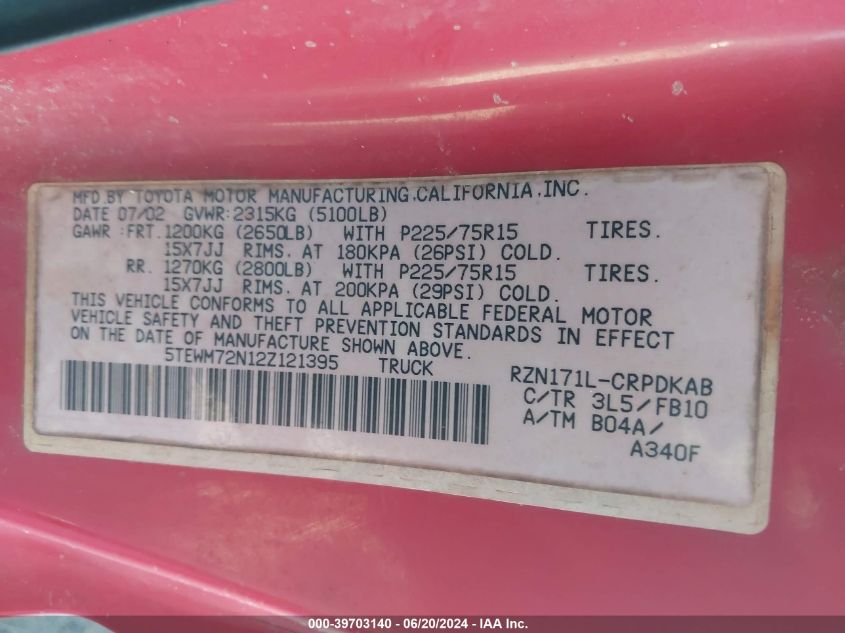 MFD.BY TOYOTA MOTOR MANUFACTURING,CALIFORNIA,INC.
DATE 07/02 GVWR:2315KG (5100LB)
GAWR:FRT. 1200KG (2650LB) WITH P225/75R15 TIRES.
15X7JJ RIMS. AT 180KPA (26PSI) COLD.
RR. 1270KG (2800LB) WITH P225/75R15 TIRES.
15X7JJ RIMS. AT 200KPA (29PSI) COLD.
THIS VEHICLE CONFORMS TO ALL APPLICABLE FEDERAL MOTOR
VEHICLE SAFETY AND THEFT PREVENTION STANDARDS IN EFFECT
ON THE DATE OF MANUFACTURE SHOWN ABOVE.
5TEWM72N12Z121395 TRUCK
RZN171L-CRPDKAB
C/TR 3L5/FB10
A/TM B04A/
A340F
000-39703140 - 06/20/2024 - IAA Inc.